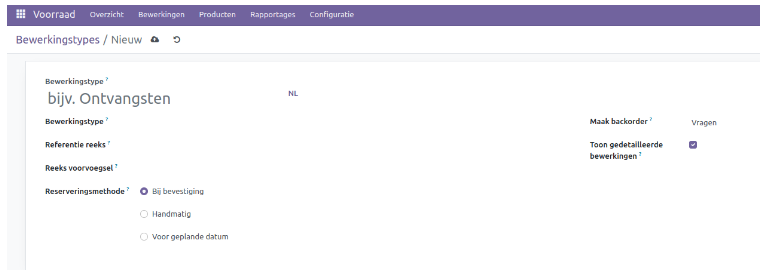 Voorraad Overzicht Bewerkingen Producten Rapportages Configuratie
Bewerkingstypes / Nieuw
Bewerkingstype ?
bijv. Ontvangsten NL
Bewerkingstype ? Maak backorder ? Vragen
Referentie reeks ? Toon gedetailleerde bewerkingen ?
Reeks voorvoegsel ?
Reserveringsmethode ? Bij bevestiging
Handmatig
Voor geplande datum